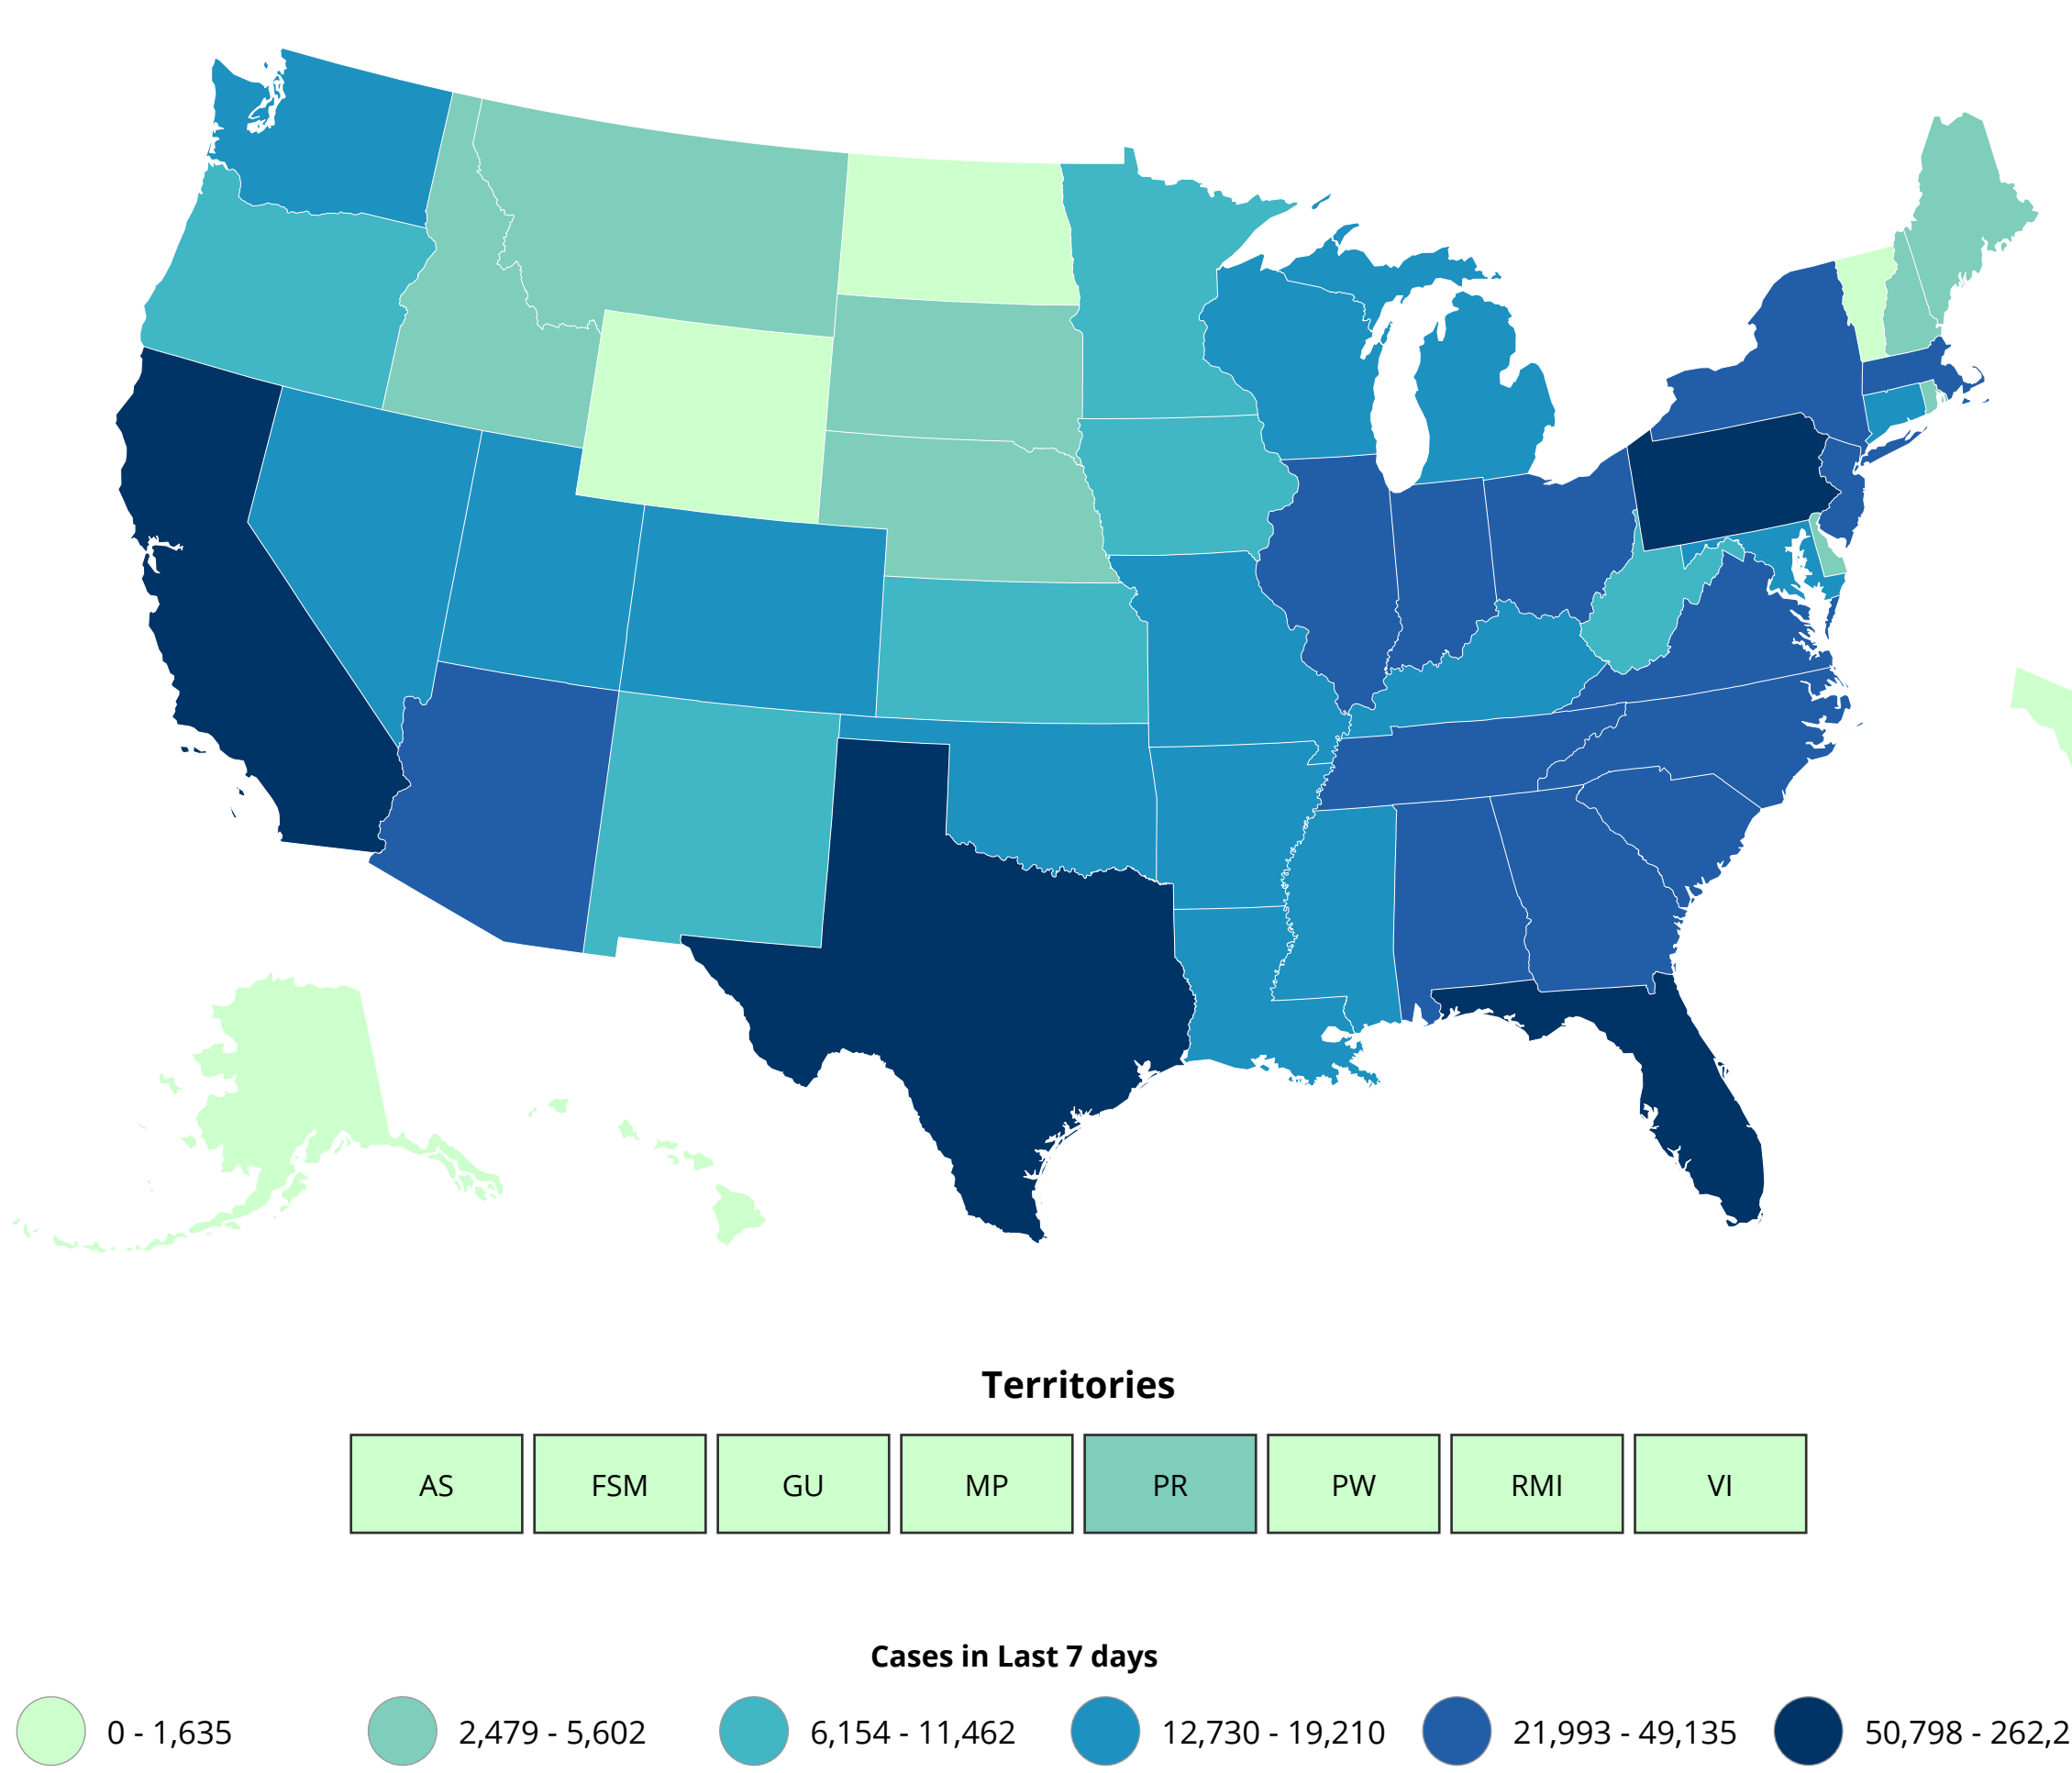 Territories
AS FSM GU MP PR PW RMI VI
Cases in Last 7 days
0 - 1,635 2,479 - 5,602 6,154 - 11,462 12,730 - 19,210 21,993 - 49,135 50,798 - 262,2